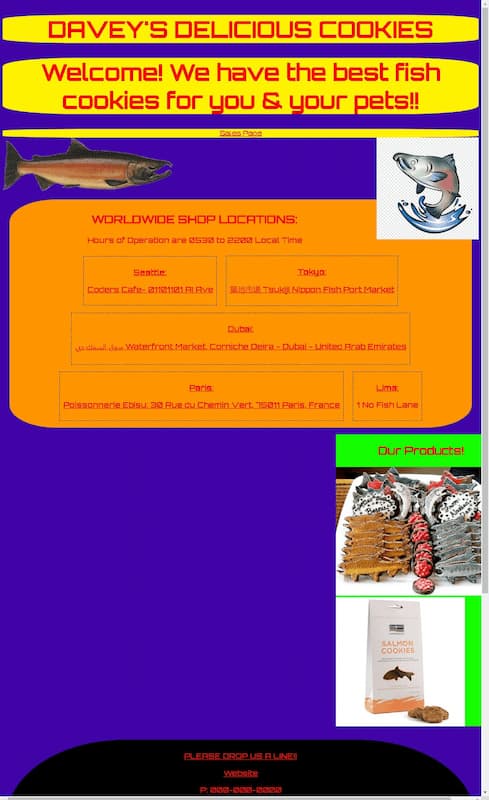 DAVEY'S DELICIOUS COOKIES
Welcome! We have the best fish
cookies for you & your pets!!
Sales Page
WORLDWIDE SHOP LOCATIONS:
Hours of Operation are 0530 to 2200 Local Time
Seattle:
Coders Cafe- 01101101 AI Ave
Tokyo:
築地市場 Tsukiji Nippon Fish Port Market
Dubai:
سوق السمك دبي Waterfront Market, Corniche Deira - Dubai - United Arab Emirates
Paris:
Poissonnerie Ebisu, 30 Rue du Chemin Vert, 75011 Paris, France
Lima:
1 No Fish Lane
Our Products!
SALMON
COOKIES
PLEASE DROP US A LINE!!
Website
P: 000-000-0000